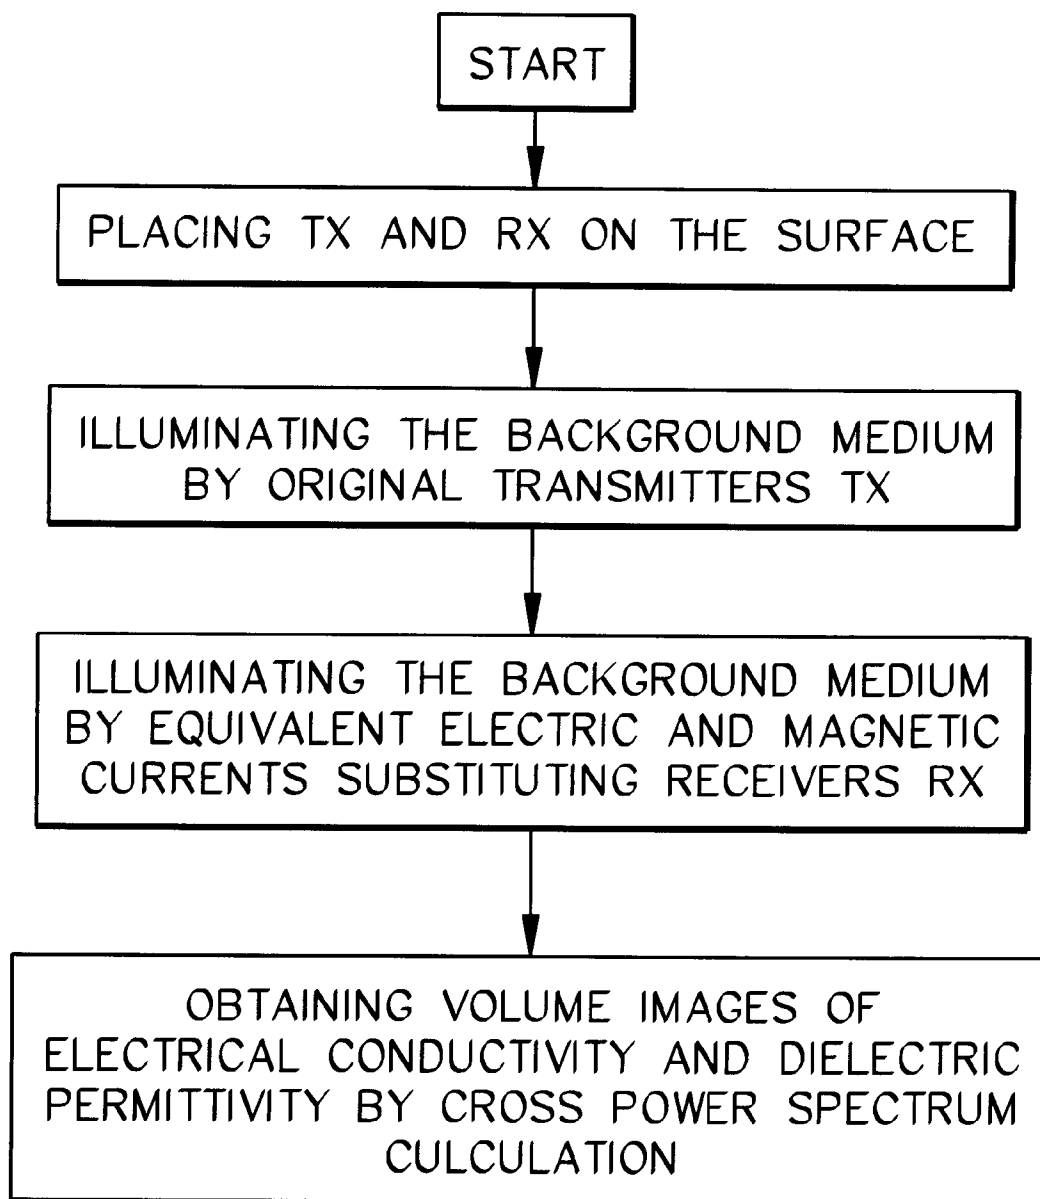 START
PLACING TX AND RX ON THE SURFACE
ILLUMINATING THE BACKGROUND MEDIUM
BY ORIGINAL TRANSMITTERS TX
ILLUMINATING THE BACKGROUND MEDIUM
BY EQUIVALENT ELECTRIC AND MAGNETIC
CURRENTS SUBSTITUTING RECEIVERS RX
OBTAINING VOLUME IMAGES OF
ELECTRICAL CONDUCTIVITY AND DIELECTRIC
PERMITTIVITY BY CROSS POWER SPECTRUM
CULCULATION